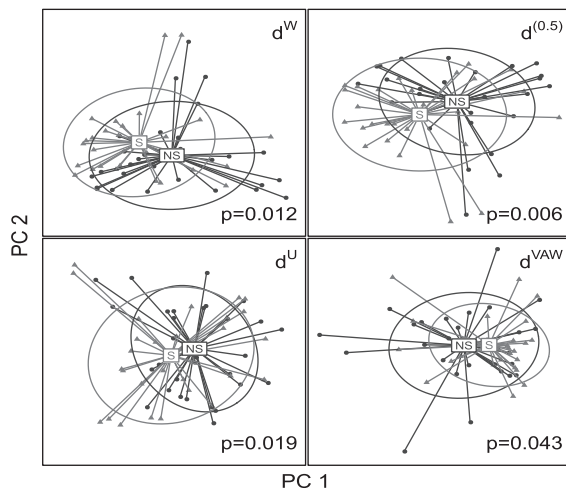 d^W
S
NS
p=0.012
d^(0.5)
NS
S
p=0.006
PC 2
d^U
S
NS
p=0.019
d^VAW
NS
S
p=0.043
PC 1